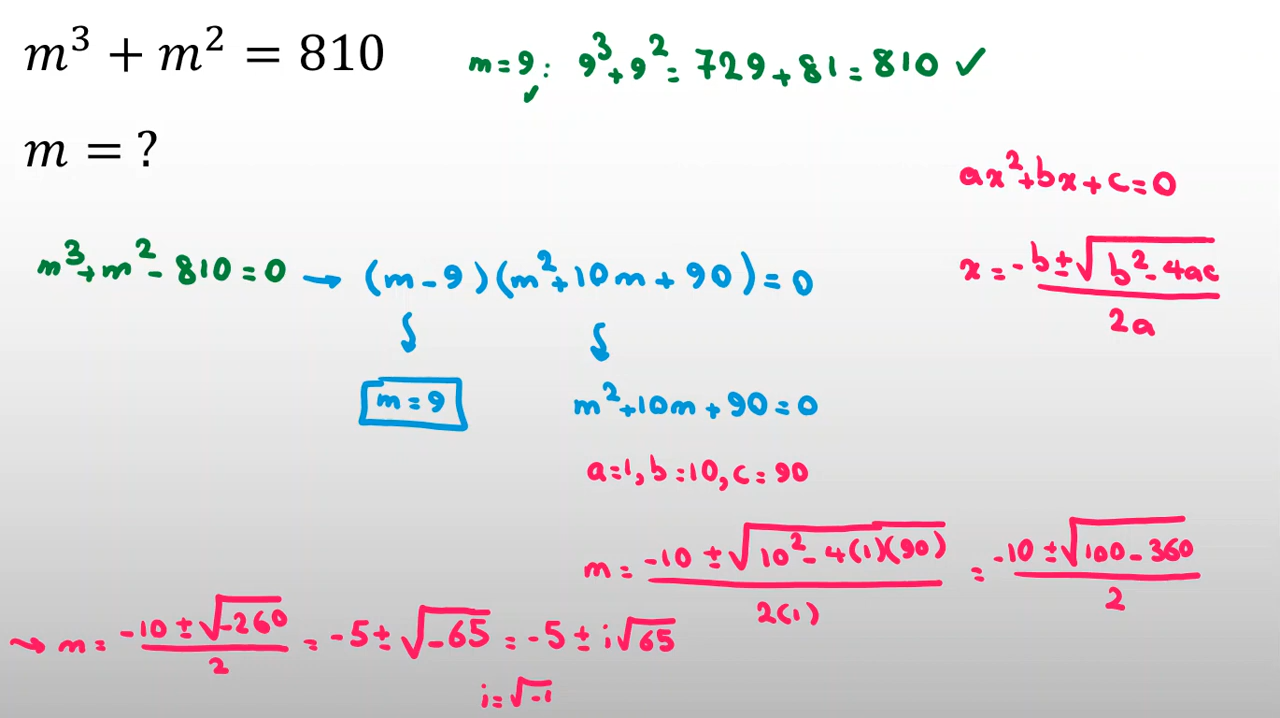 m³ + m² = 810
m=9: 9³+9² = 729+81 = 810 ✓
m = ?
ax²+bx+c=0
x = (-b±√(b²-4ac))/(2a)
m³+m²-810=0 → (m-9)(m²+10m+90)=0
m=9
m²+10m+90=0
a=1, b=10, c=90
m = (-10±√(10²-4(1)(90)))/(2(1)) = (-10±√(100-360))/2
→ m = (-10±√(-260))/2 = -5±√(-65) = -5±i√65
i=√-1